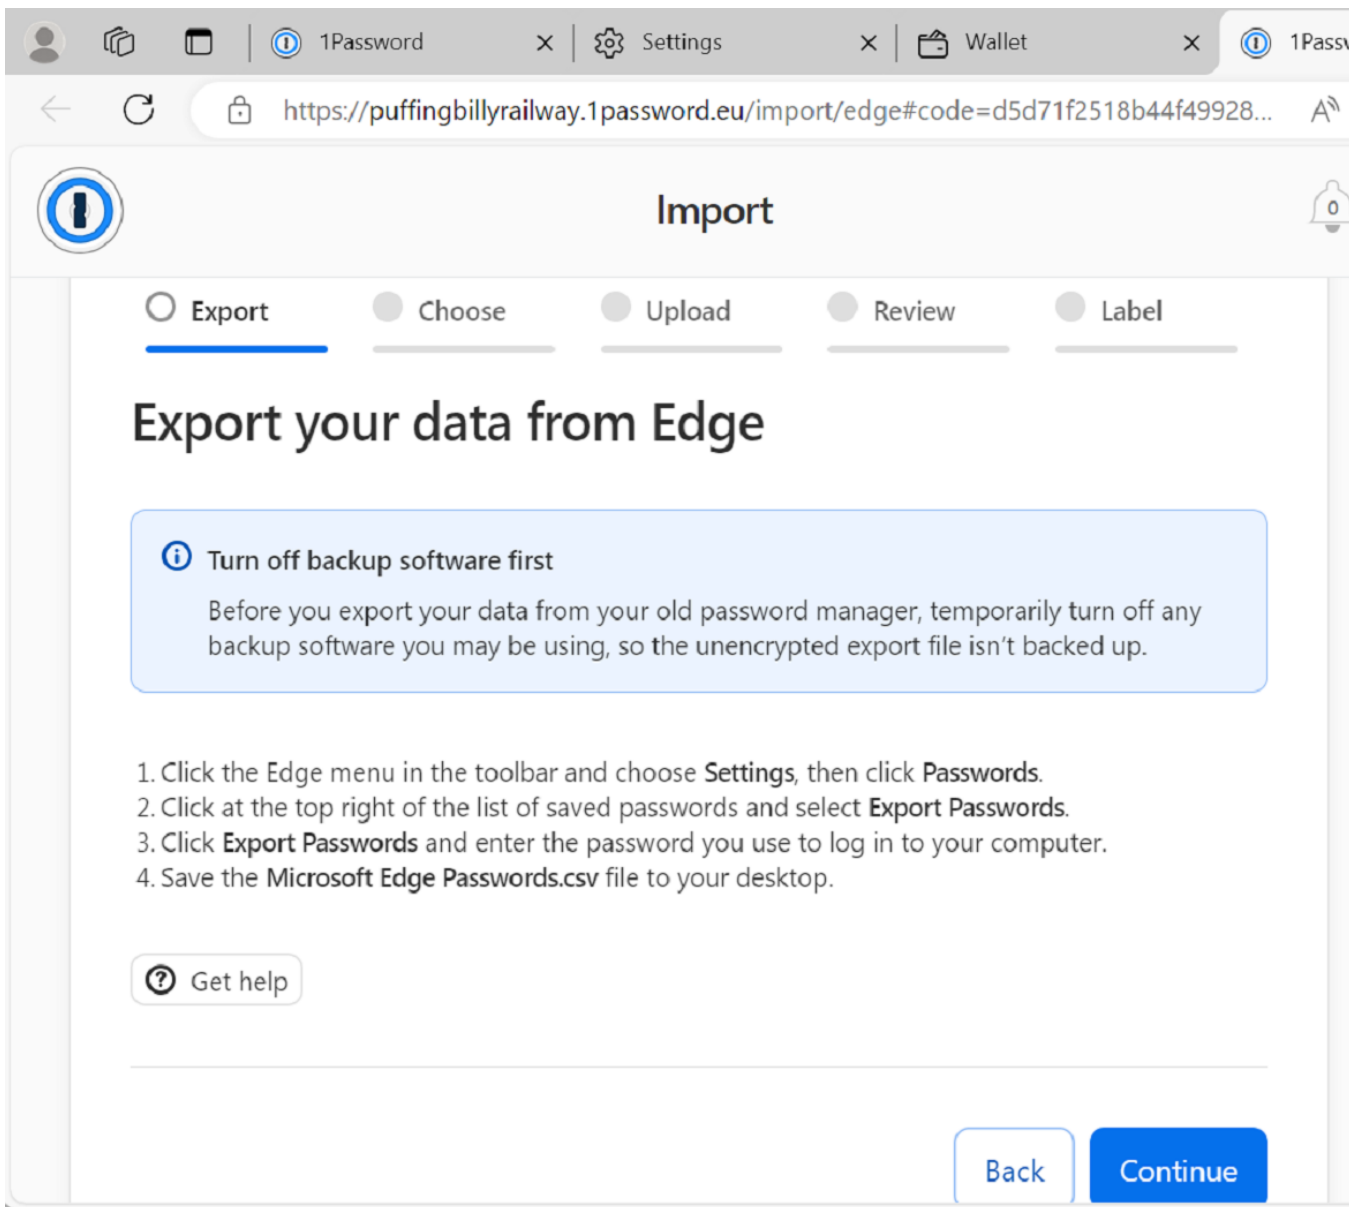 1Password
Settings
Wallet
1Passw
https://puffingbillyrailway.1password.eu/import/edge#code=d5d71f2518b44f49928...
Import
0
Export
Choose
Upload
Review
Label
Export your data from Edge
Turn off backup software first
Before you export your data from your old password manager, temporarily turn off any
backup software you may be using, so the unencrypted export file isn't backed up.
1. Click the Edge menu in the toolbar and choose Settings, then click Passwords.
2. Click at the top right of the list of saved passwords and select Export Passwords.
3. Click Export Passwords and enter the password you use to log in to your computer.
4. Save the Microsoft Edge Passwords.csv file to your desktop.
Get help
Back
Continue